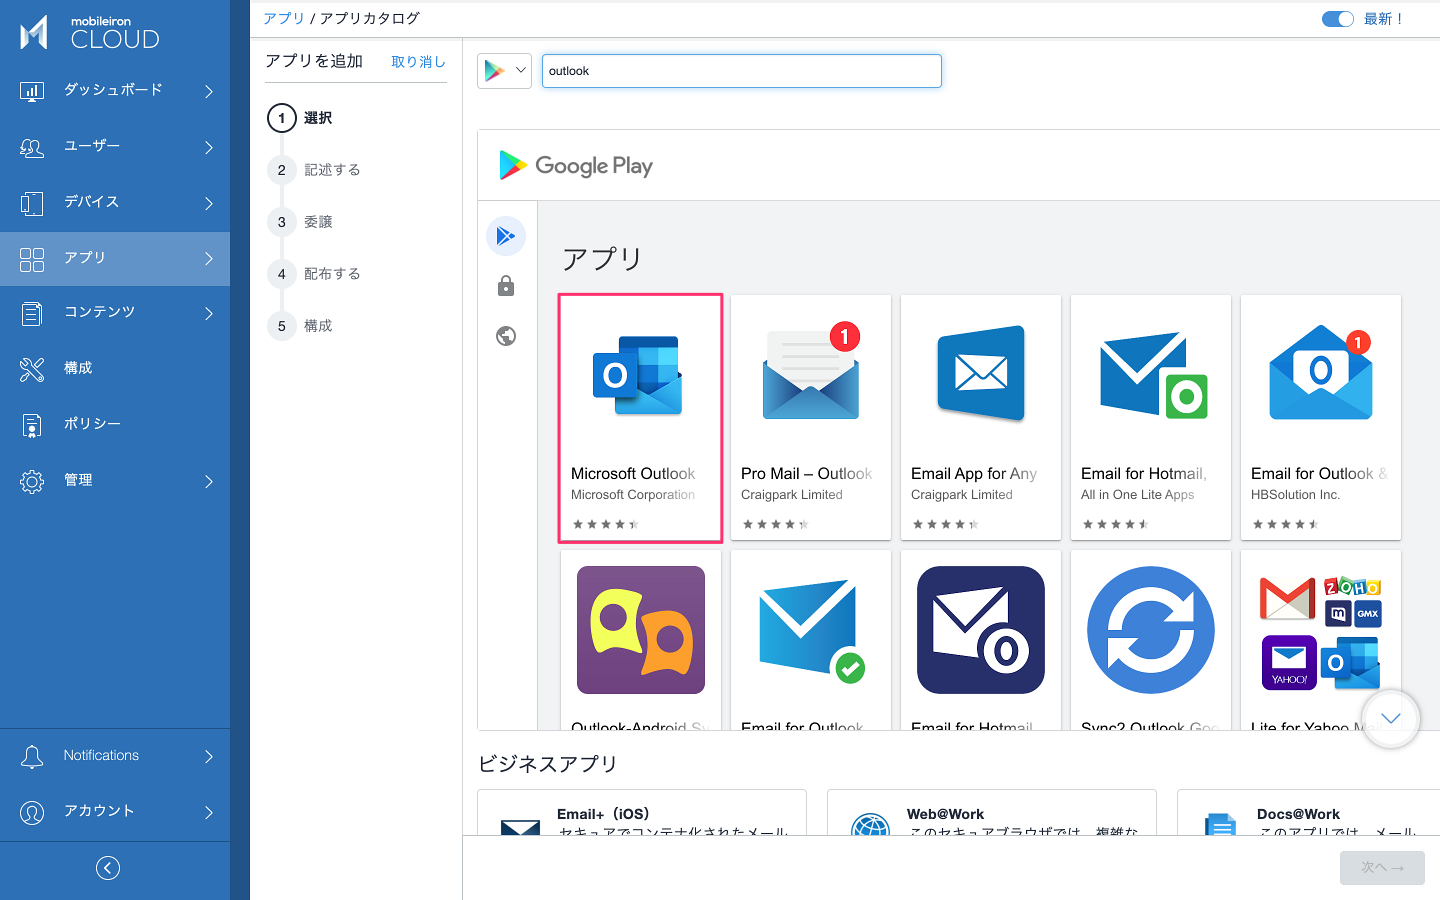 mobileiron
CLOUD
ダッシュボード
ユーザー
デバイス
アプリ
コンテンツ
構成
ポリシー
管理
Notifications
アカウント
アプリ / アプリカタログ
最新！
アプリを追加
取り消し
1 選択
2 記述する
3 委譲
4 配布する
5 構成
outlook
Google Play
アプリ
Microsoft Outlook
Microsoft Corporation
1
Pro Mail – Outlook
Craigpark Limited
Email App for Any
Craigpark Limited
Email for Hotmail,
All in One Lite Apps
1
Email for Outlook &
HBSolution Inc.
Outlook-Android Sy
Email for Outlook
Email for Hotmail
Sync2 Outlook Goo
ZOHO
GMX
YAHOO!
Lite for Yahoo Ma
ビジネスアプリ
Email+（iOS）
セキュアでコンテナ化されたメール
Web@Work
このセキュアブラウザでは、複雑な
Docs@Work
このアプリでは、メール
次へ→